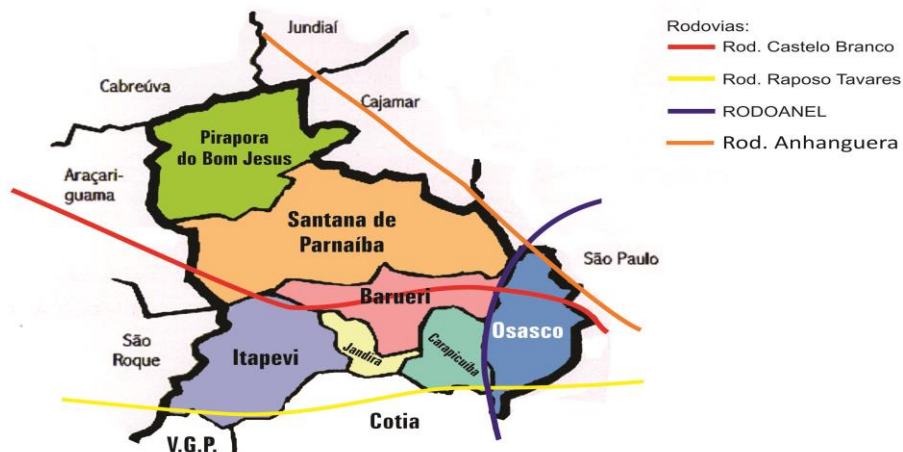 Jundiaí
Cabreúva
Cajamar
Pirapora
do Bom Jesus
Araçari-
guama
Santana de
Parnaíba
São Paulo
Barueri
Osasco
São
Roque
Itapevi
Jandira
Carapicuíba
Cotia
V.G.P.
Rodovias:
Rod. Castelo Branco
Rod. Raposo Tavares
RODOANEL
Rod. Anhanguera